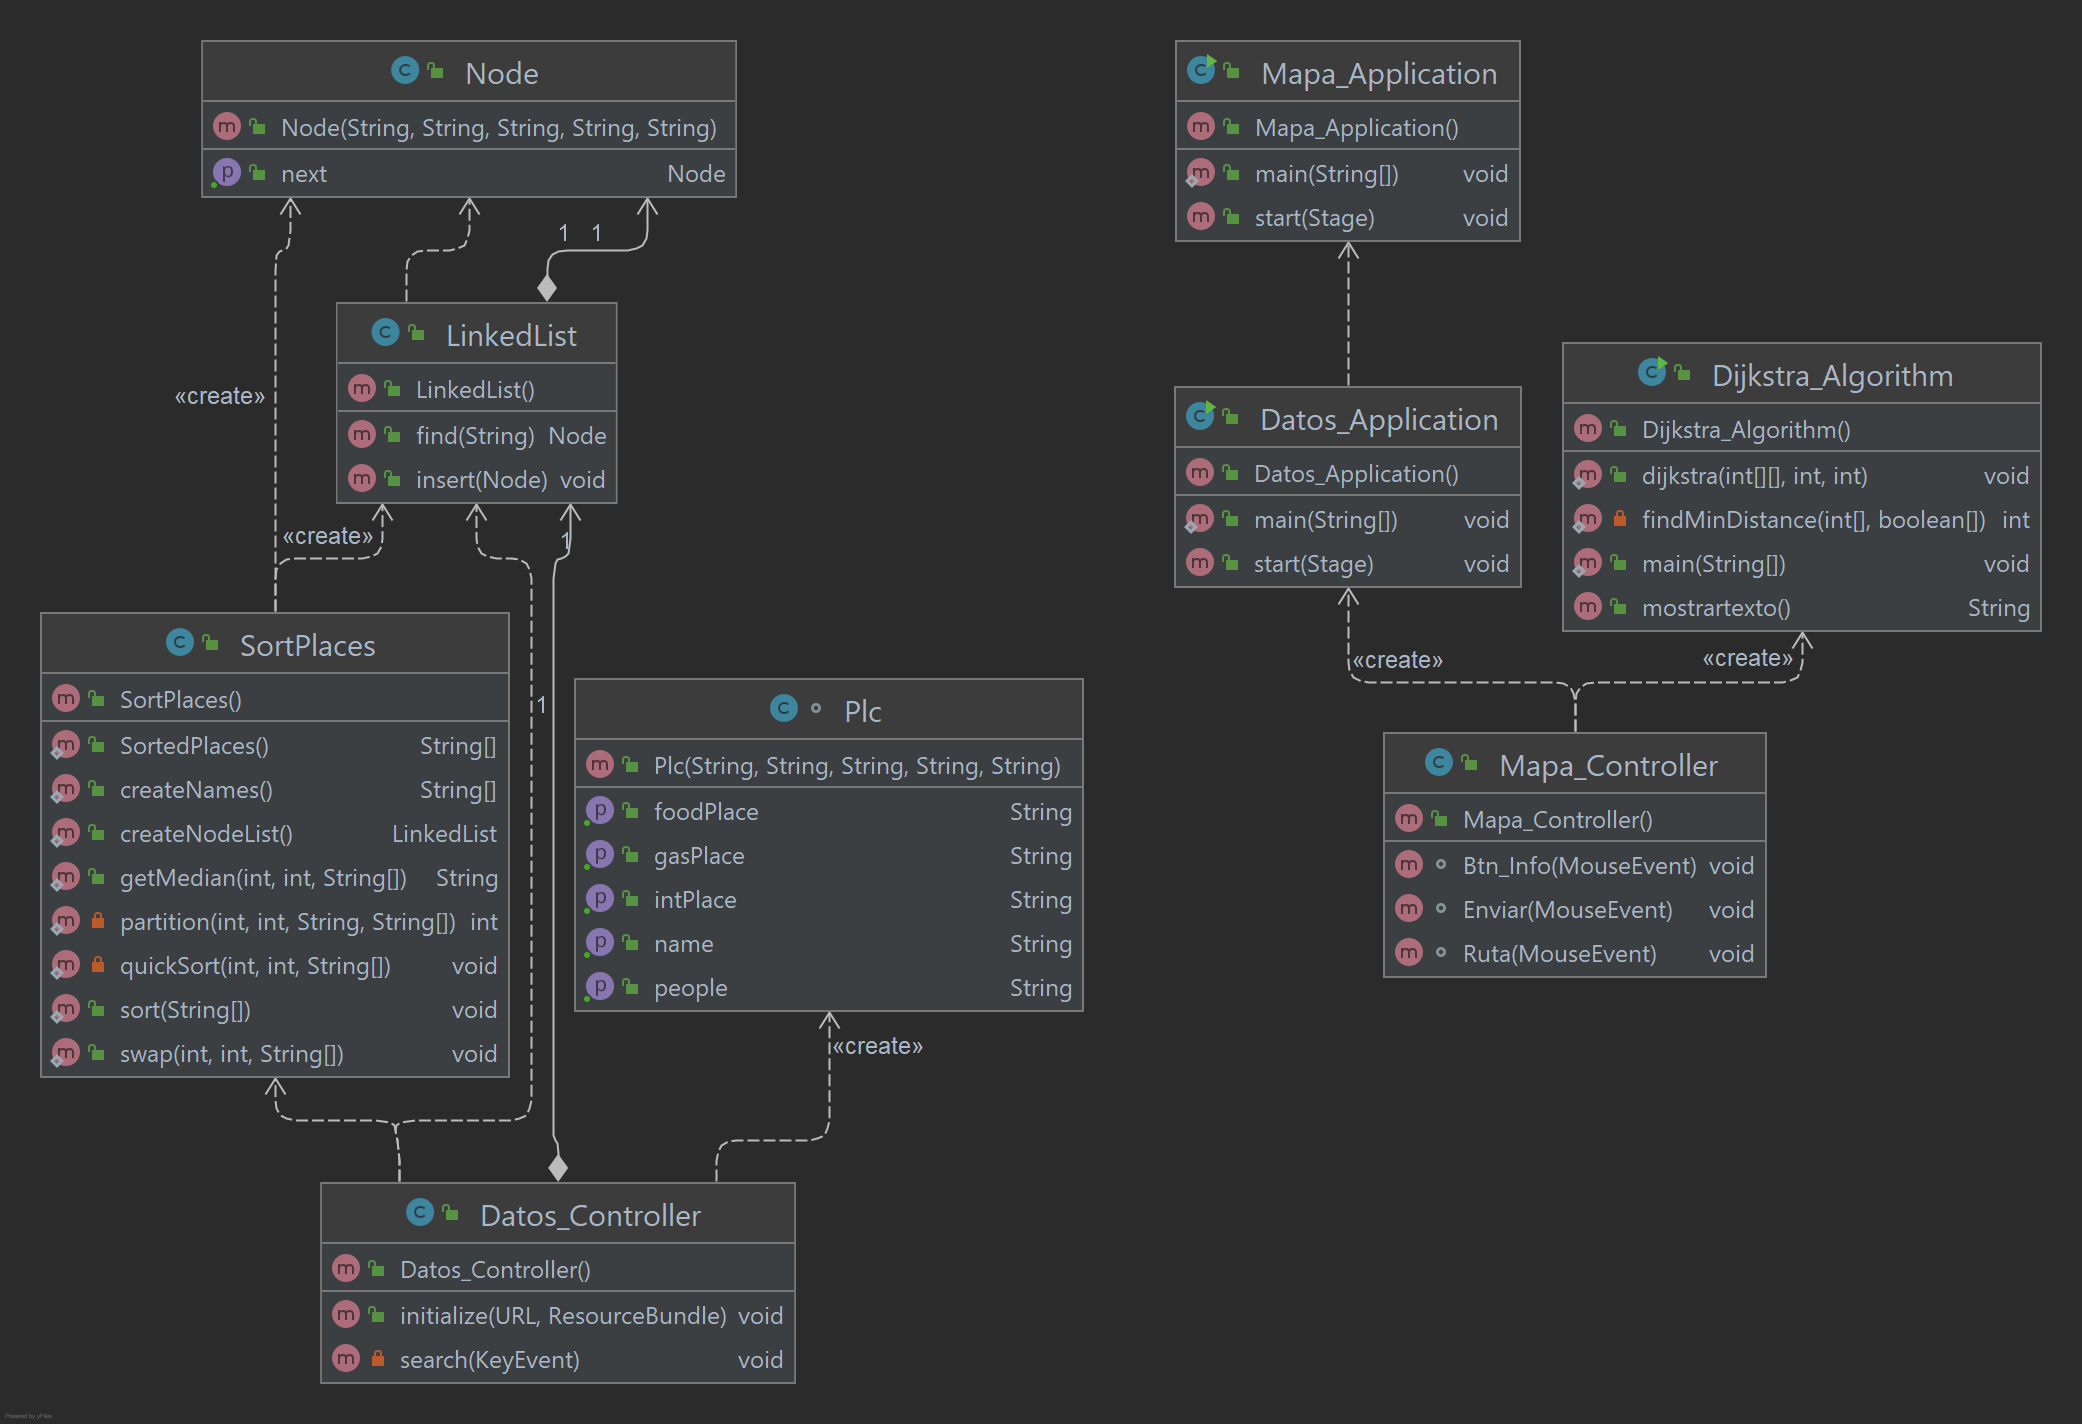 Node
Node(String, String, String, String, String)
next Node
1 1
«create»
LinkedList
LinkedList()
find(String) Node
insert(Node) void
«create»
1
SortPlaces
SortPlaces()
SortedPlaces() String[]
createNames() String[]
createNodeList() LinkedList
getMedian(int, int, String[]) String
partition(int, int, String, String[]) int
quickSort(int, int, String[]) void
sort(String[]) void
swap(int, int, String[]) void
1
Plc
Plc(String, String, String, String, String)
foodPlace String
gasPlace String
intPlace String
name String
people String
«create»
Datos_Controller
Datos_Controller()
initialize(URL, ResourceBundle) void
search(KeyEvent) void
Mapa_Application
Mapa_Application()
main(String[]) void
start(Stage) void
Datos_Application
Datos_Application()
main(String[]) void
start(Stage) void
Dijkstra_Algorithm
Dijkstra_Algorithm()
dijkstra(int[][], int, int) void
findMinDistance(int[], boolean[]) int
main(String[]) void
mostrartexto() String
«create»
«create»
Mapa_Controller
Mapa_Controller()
Btn_Info(MouseEvent) void
Enviar(MouseEvent) void
Ruta(MouseEvent) void
Powered by yFiles